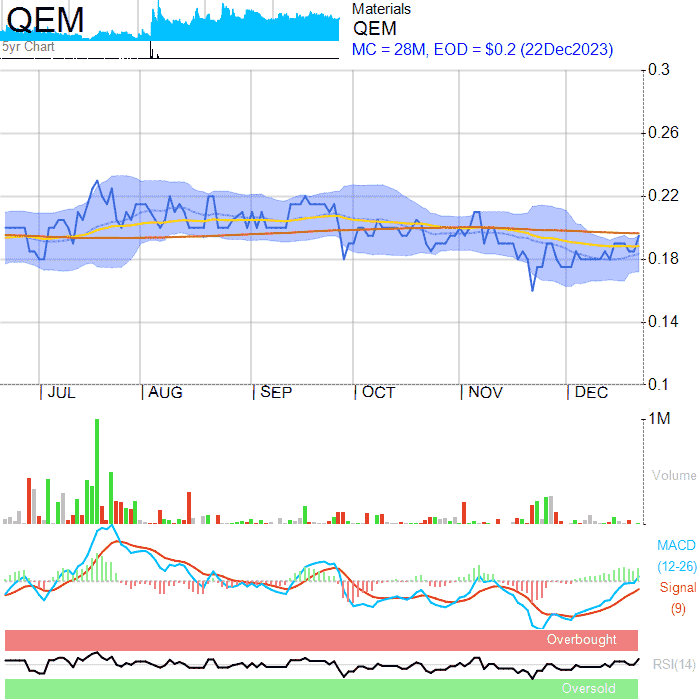 QEM
5yr Chart
Materials
QEM
MC = 28M, EOD = $0.2 (22Dec2023)
0.3
0.26
0.22
0.18
0.14
0.1
JUL AUG SEP OCT NOV DEC
1M
Volume
MACD
(12-26)
Signal
(9)
Overbought
RSI(14)
Oversold